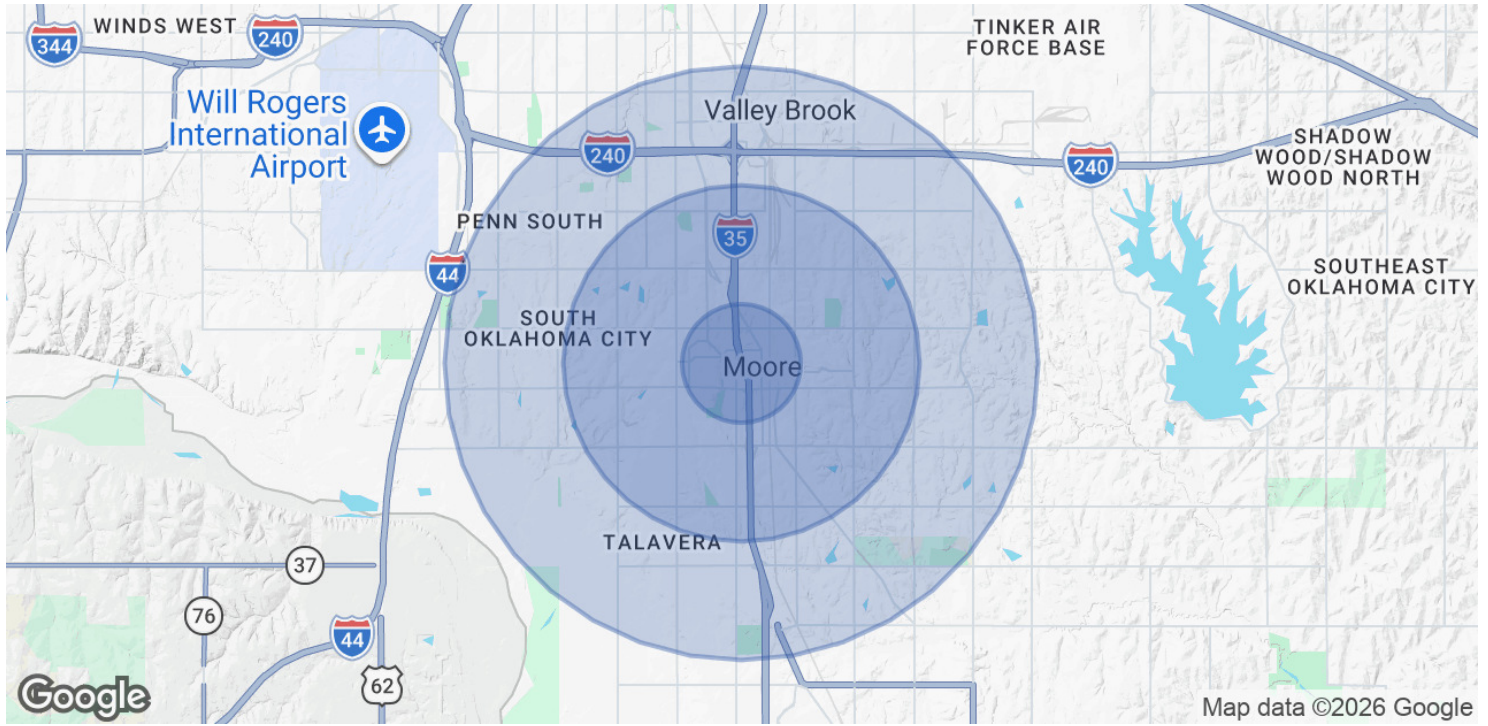 WINDS WEST
344
240
TINKER AIR
FORCE BASE
Will Rogers
International
Airport
Valley Brook
240
240
SHADOW
WOOD/SHADOW
WOOD NORTH
PENN SOUTH
35
44
SOUTHEAST
OKLAHOMA CITY
SOUTH
OKLAHOMA CITY
Moore
TALAVERA
37
76
44
62
Google
Map data ©2026 Google